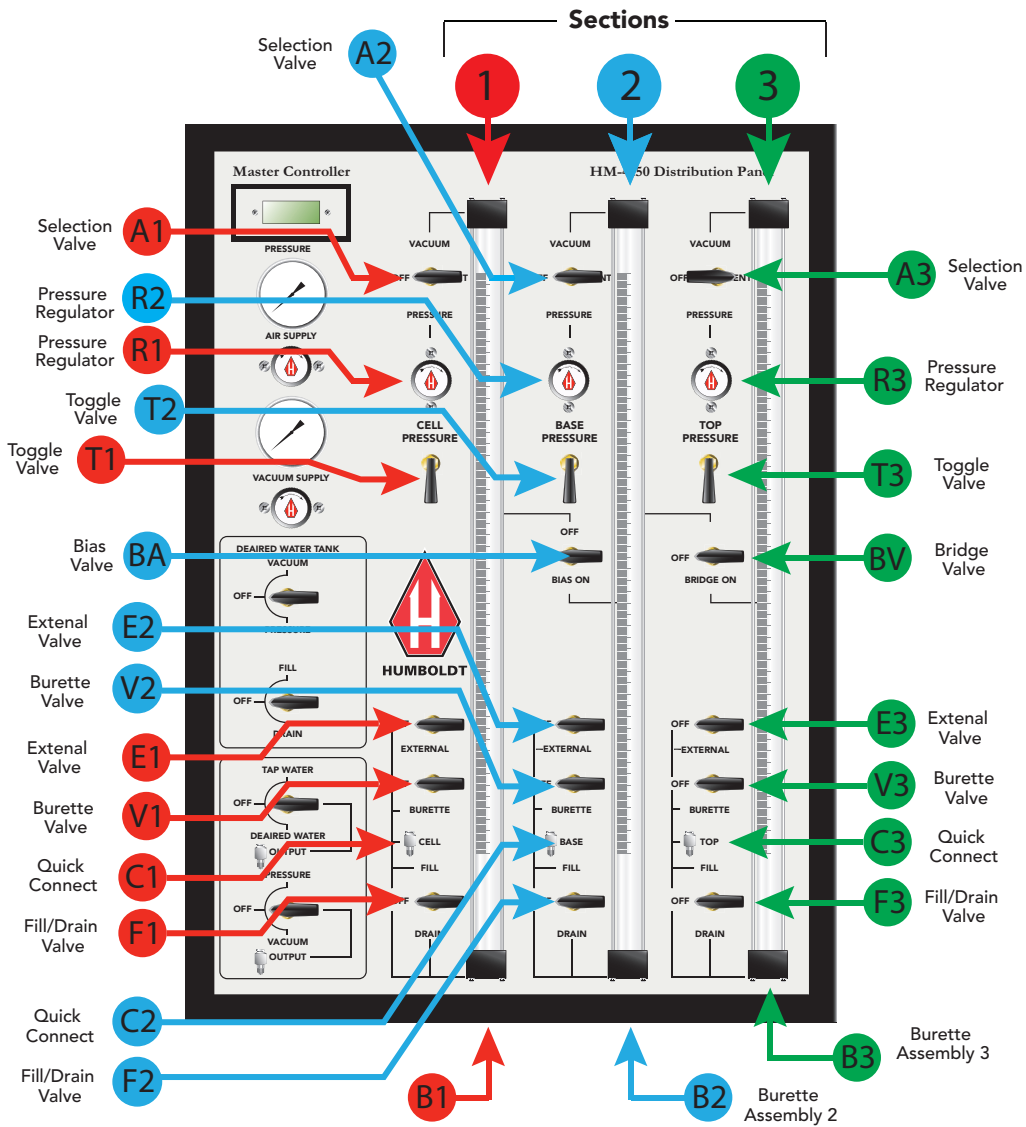 Sections
Selection
Valve
A2
1
2
3
Master Controller
HM-4150 Distribution Panel
PRESSURE
AIR SUPPLY
VACUUM SUPPLY
Selection
Valve
A1
Pressure
Regulator
R2
Pressure
Regulator
R1
Toggle
Valve
T2
Toggle
Valve
T1
Bias
Valve
BA
Extenal
Valve
E2
Burette
Valve
V2
Extenal
Valve
E1
Burette
Valve
V1
Quick
Connect
C1
Fill/Drain
Valve
F1
Quick
Connect
C2
Fill/Drain
Valve
F2
DEAIRED WATER TANK
VACUUM
OFF
FILL
OFF
DRAIN
TAP WATER
OFF
DEAIRED WATER
OUTPUT
PRESSURE
OFF
VACUUM
OUTPUT
VACUUM
OFF
PRESSURE
CELL
PRESSURE
HUMBOLDT
EXTERNAL
BURETTE
CELL
FILL
DRAIN
VACUUM
PRESSURE
BASE
PRESSURE
OFF
BIAS ON
EXTERNAL
BURETTE
BASE
FILL
DRAIN
VACUUM
OFF
PRESSURE
TOP
PRESSURE
OFF
BRIDGE ON
OFF
EXTERNAL
OFF
BURETTE
TOP
FILL
OFF
DRAIN
A3
Selection
Valve
R3
Pressure
Regulator
T3
Toggle
Valve
BV
Bridge
Valve
E3
Extenal
Valve
V3
Burette
Valve
C3
Quick
Connect
F3
Fill/Drain
Valve
B1
B2
Burette
Assembly 2
B3
Burette
Assembly 3